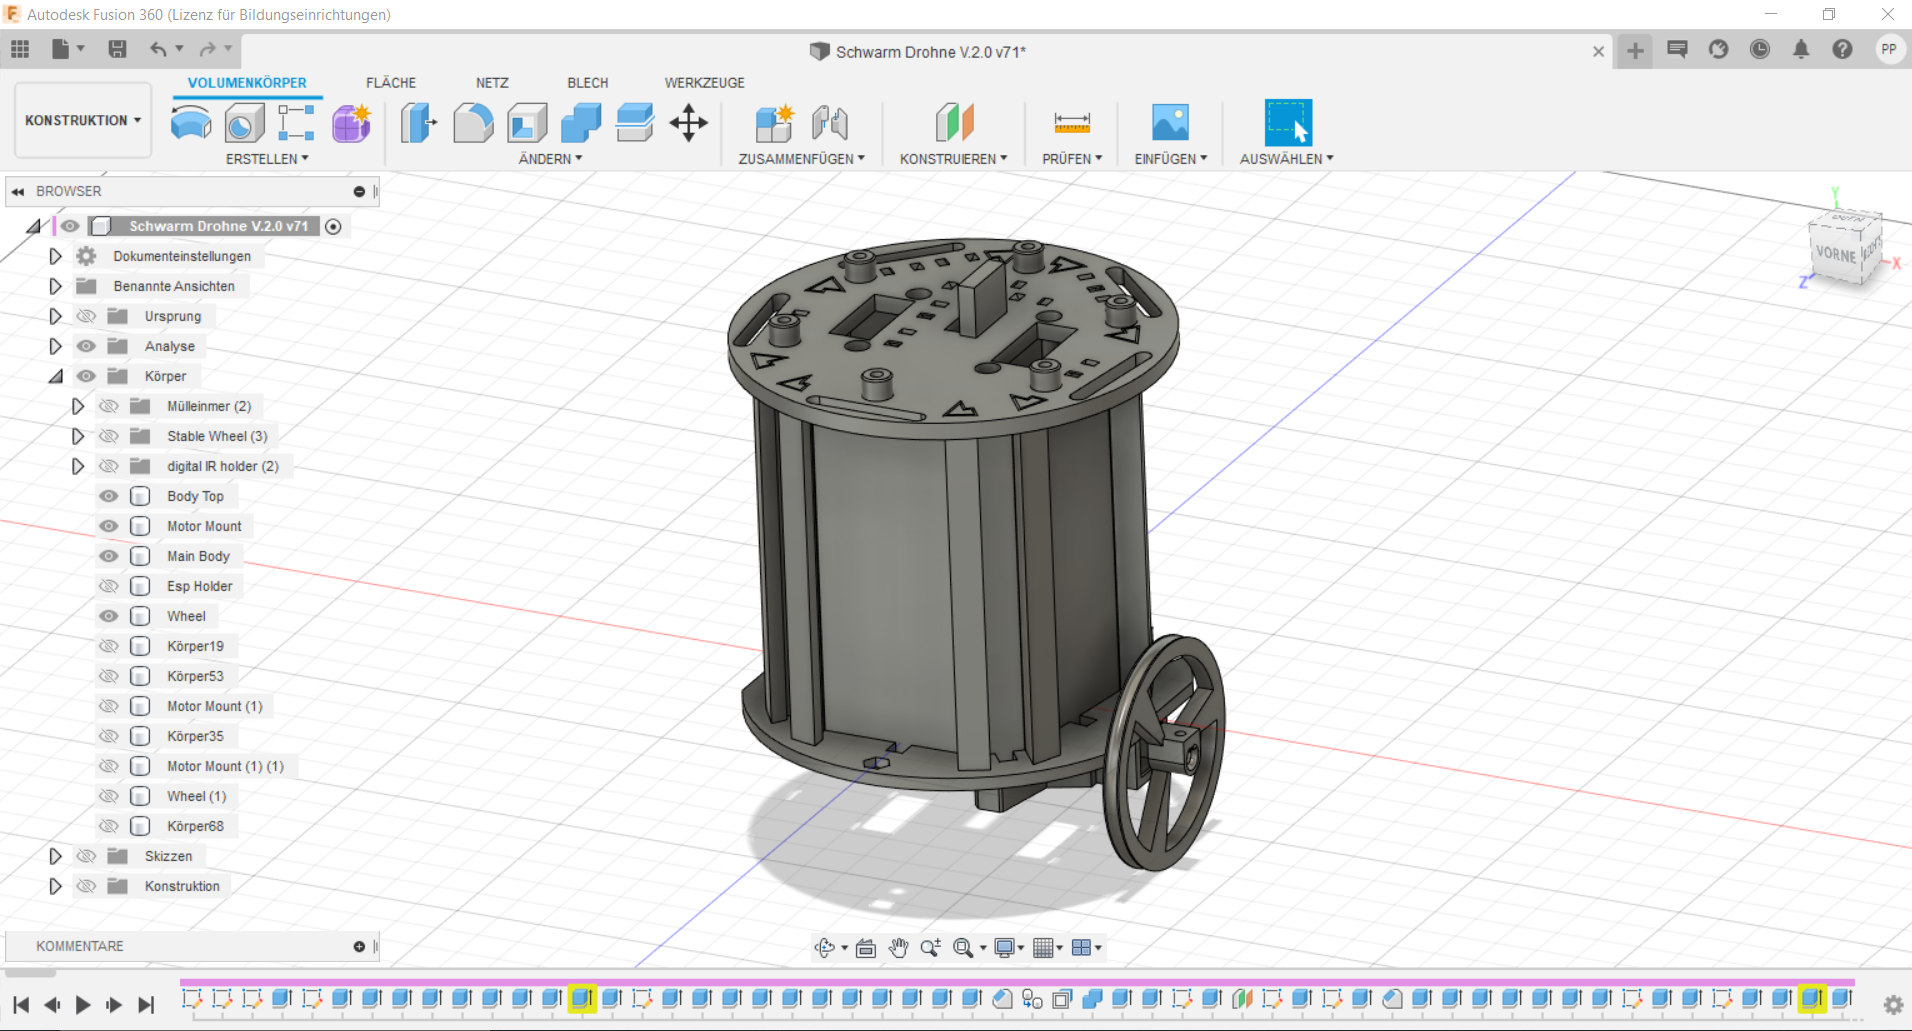 Autodesk Fusion 360 (Lizenz für Bildungseinrichtungen)
Schwarm Drohne V.2.0 v71*
PP
KONSTRUKTION
VOLUMENKÖRPER
FLÄCHE
NETZ
BLECH
WERKZEUGE
ERSTELLEN
ÄNDERN
ZUSAMMENFÜGEN
KONSTRUIEREN
PRÜFEN
EINFÜGEN
AUSWÄHLEN
BROWSER
Schwarm Drohne V.2.0 v71
Dokumenteinstellungen
Benannte Ansichten
Ursprung
Analyse
Körper
Mülleinmer (2)
Stable Wheel (3)
digital IR holder (2)
Body Top
Motor Mount
Main Body
Esp Holder
Wheel
Körper19
Körper53
Motor Mount (1)
Körper35
Motor Mount (1) (1)
Wheel (1)
Körper68
Skizzen
Konstruktion
Y
OBEN
VORNE
X
Z
KOMMENTARE